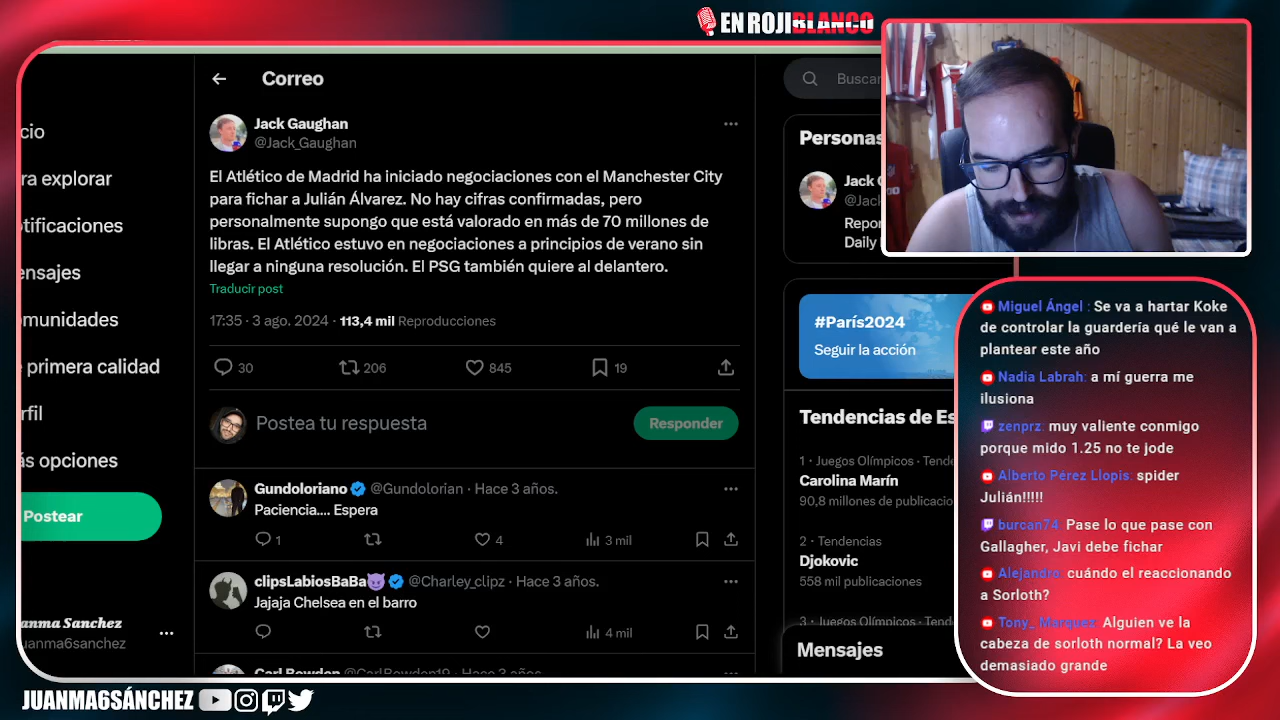 EN ROJIBLANCO
Correo
Buscar
cio
ra explorar
otificaciones
ensajes
omunidades
e primera calidad
rfil
ás opciones
Postear
anma Sanchez
uanma6sanchez
Jack Gaughan
@Jack_Gaughan
El Atlético de Madrid ha iniciado negociaciones con el Manchester City
para fichar a Julián Álvarez. No hay cifras confirmadas, pero
personalmente supongo que está valorado en más de 70 millones de
libras. El Atlético estuvo en negociaciones a principios de verano sin
llegar a ninguna resolución. El PSG también quiere al delantero.
Traducir post
17:35 · 3 ago. 2024 · 113,4 mil Reproducciones
30 206 845 19
Postea tu respuesta
Responder
Gundoloriano @Gundolorian · Hace 3 años.
Paciencia.... Espera
1 4 3 mil
clipsLabiosBaBa😈 @Charley_clipz · Hace 3 años.
Jajaja Chelsea en el barro
4 mil
Carl Bowden @CarlBowden19 · Hace 3 años.
Personas
Jack G
@Jack
Repor
Daily
#París2024
Seguir la acción
Tendencias de Es
1 · Juegos Olímpicos · Tende
Carolina Marín
90,8 millones de publicacio
2 · Tendencias
Djokovic
558 mil publicaciones
3 · Juegos Olímpicos · Tend
Mensajes
Miguel Ángel : Se va a hartar Koke
de controlar la guardería qué le van a
plantear este año
Nadia Labrah: a mí guerra me
ilusiona
zenprz: muy valiente conmigo
porque mido 1.25 no te jode
Alberto Pérez Llopis: spider
Julián!!!!!
burcan74: Pase lo que pase con
Gallagher, Javi debe fichar
Alejandro: cuándo el reaccionando
a Sorloth?
Tony_ Marquez: Alguien ve la
cabeza de sorloth normal? La veo
demasiado grande
JUANMA6SÁNCHEZ